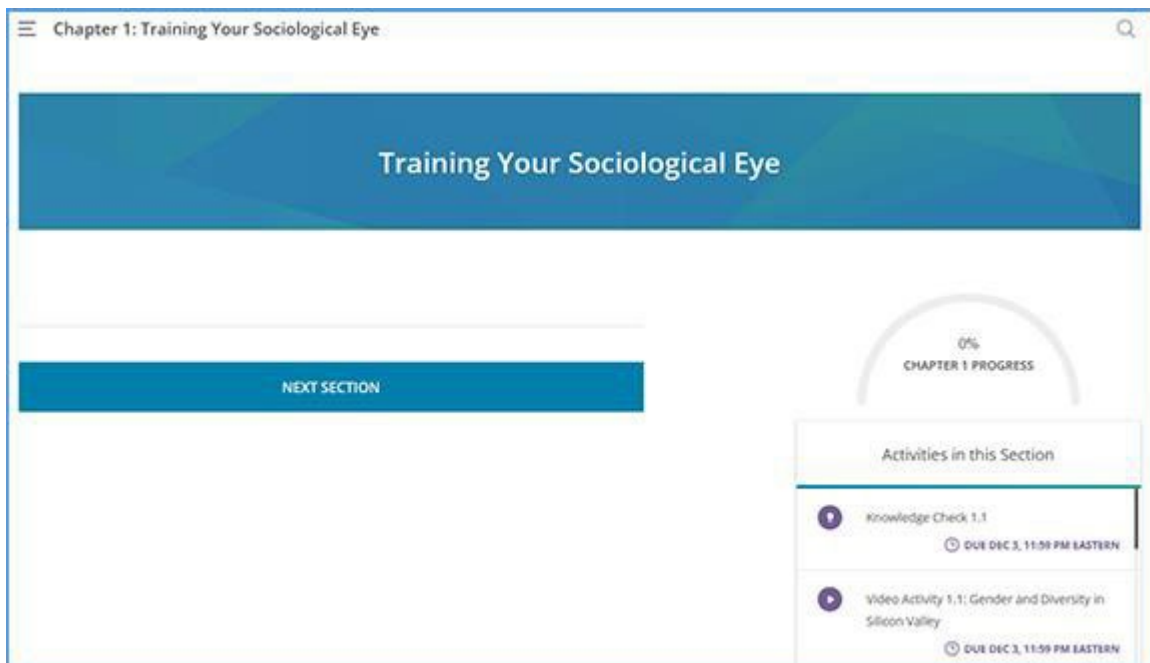 Chapter 1: Training Your Sociological Eye
Training Your Sociological Eye
NEXT SECTION
0%
CHAPTER 1 PROGRESS
Activities in this Section
Knowledge Check 1.1
DUE DEC 3, 11:59 PM EASTERN
Video Activity 1.1: Gender and Diversity in
Silicon Valley
DUE DEC 3, 11:59 PM EASTERN